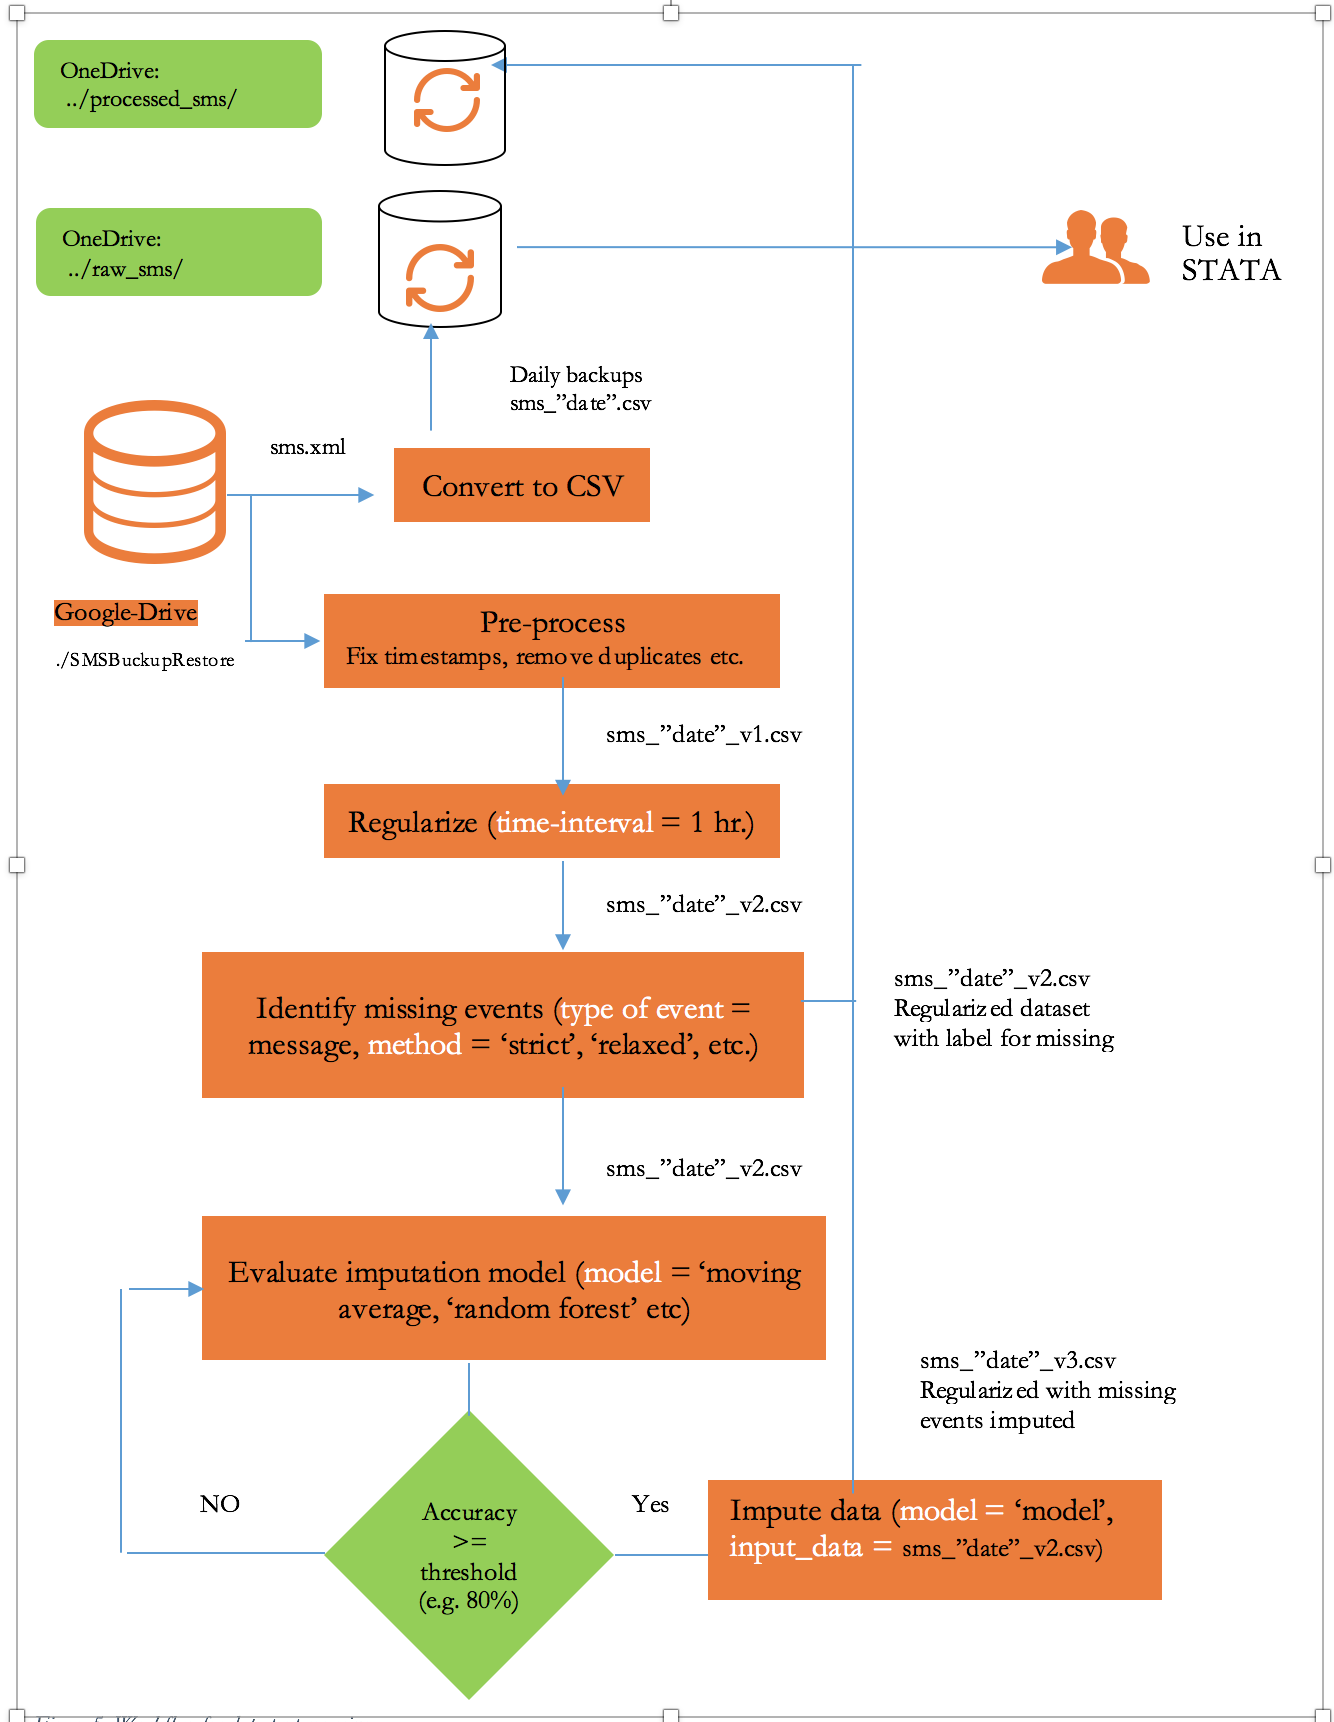 OneDrive:
../processed_sms/
OneDrive:
../raw_sms/
Use in
STATA
Daily backups
sms_”date”.csv
sms.xml
Convert to CSV
Google-Drive
./SMSBuckupRestore
Pre-process
Fix timestamps, remove duplicates etc.
sms_”date”_v1.csv
Regularize (time-interval = 1 hr.)
sms_”date”_v2.csv
Identify missing events (type of event =
message, method = ‘strict’, ‘relaxed’, etc.)
sms_”date”_v2.csv
Regularized dataset
with label for missing
sms_”date”_v2.csv
Evaluate imputation model (model = ‘moving
average, ‘random forest’ etc)
sms_”date”_v3.csv
Regularized with missing
events imputed
NO
Accuracy
>=
threshold
(e.g. 80%)
Yes
Impute data (model = ‘model’,
input_data = sms_”date”_v2.csv)